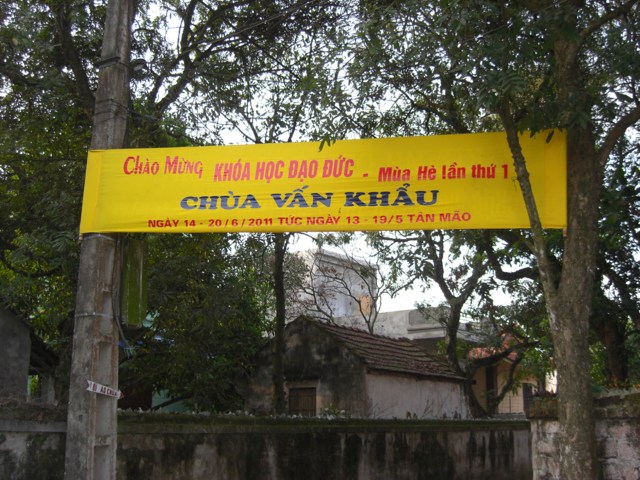 Chào Mừng KHÓA HỌC ĐẠO ĐỨC - Mùa Hè lần thứ 1
CHÙA VẤN KHẨU
NGÀY 14 - 20/6/2011 TỨC NGÀY 13 - 19/5 TÂN MÃO